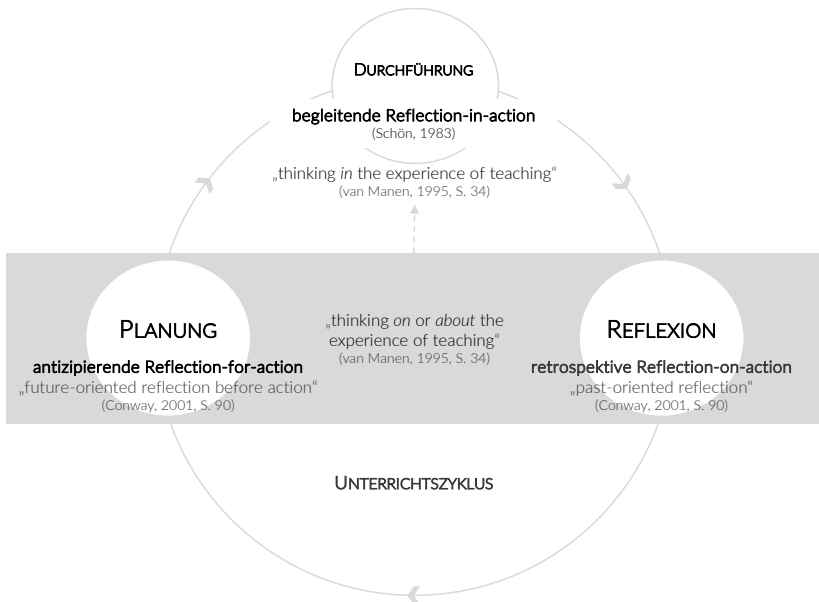 DURCHFÜHRUNG
begleitende Reflection-in-action
(Schön, 1983)
„thinking in the experience of teaching“
(van Manen, 1995, S. 34)
PLANUNG
antizipierende Reflection-for-action
„future-oriented reflection before action“
(Conway, 2001, S. 90)
„thinking on or about the
experience of teaching“
(van Manen, 1995, S. 34)
REFLEXION
retrospektive Reflection-on-action
„past-oriented reflection“
(Conway, 2001, S. 90)
UNTERRICHTSZYKLUS